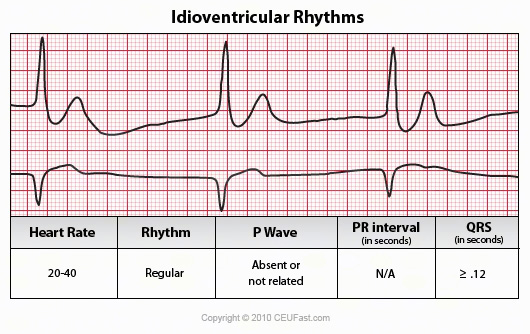 Idioventricular Rhythms
Heart Rate
Rhythm
P Wave
PR interval
(in seconds)
QRS
(in seconds)
20-40
Regular
Absent or
not related
N/A
≥ .12
Copyright © 2010 CEUFast.com